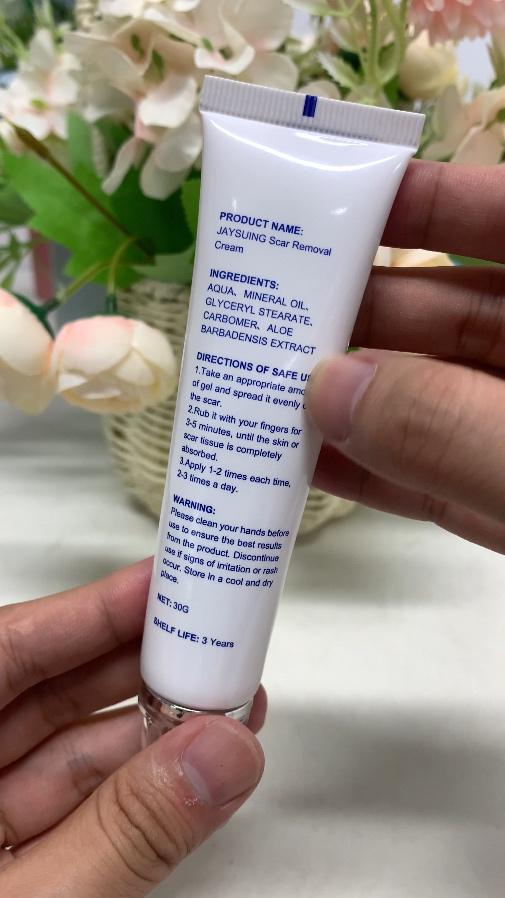 PRODUCT NAME:
JAYSUING Scar Removal
Cream
INGREDIENTS:
AQUA、MINERAL OIL、
GLYCERYL STEARATE、
CARBOMER、ALOE
BARBADENSIS EXTRACT
DIRECTIONS OF SAFE
1.Take an appropriate
of gel and spread it evenly
the scar.
2.Rub it with your fingers for
3-5 minutes, until the skin or
scar tissue is completely
absorbed.
3.Apply 1-2 times each time,
2-3 times a day.
WARNING:
Please clean your hands before
use to ensure the best results
from the product. Discontinue
use if signs of irritation or rash
occur. Store in a cool and dry
place.
NET: 30G
SHELF LIFE: 3 Years